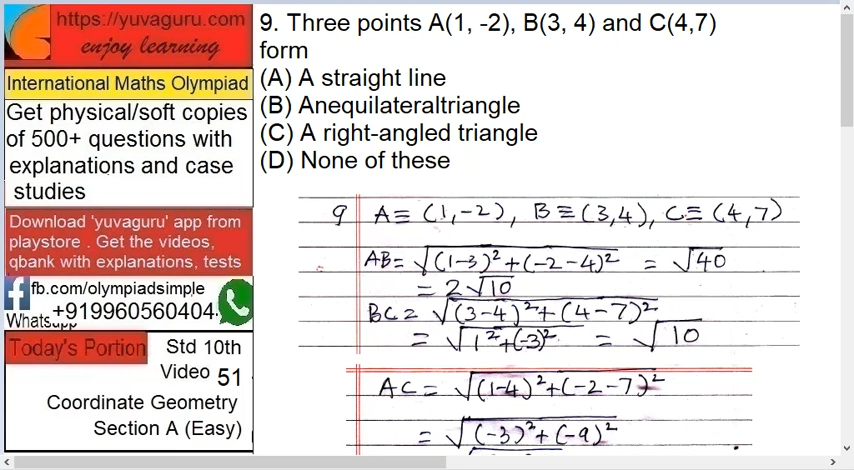 https://yuvaguru.com
enjoy learning
International Maths Olympiad
Get physical/soft copies
of 500+ questions with
explanations and case
studies
Download 'yuvaguru' app from
playstore . Get the videos,
qbank with explanations, tests
fb.com/olympiadsimple
+919960560404.
Whatsapp
Today's Portion
Std 10th
Video 51
Coordinate Geometry
Section A (Easy)
9. Three points A(1, -2), B(3, 4) and C(4,7)
form
(A) A straight line
(B) Anequilateraltriangle
(C) A right-angled triangle
(D) None of these
9 A≡ (1,-2), B≡(3,4), C≡ (4,7)
AB= √(1-3)²+(-2-4)² = √40
= 2√10
BC= √(3-4)²+(4-7)²
= √1²+(-3)² = √10
AC= √(1-4)²+(-2-7)²
= √(-3)²+(-9)²